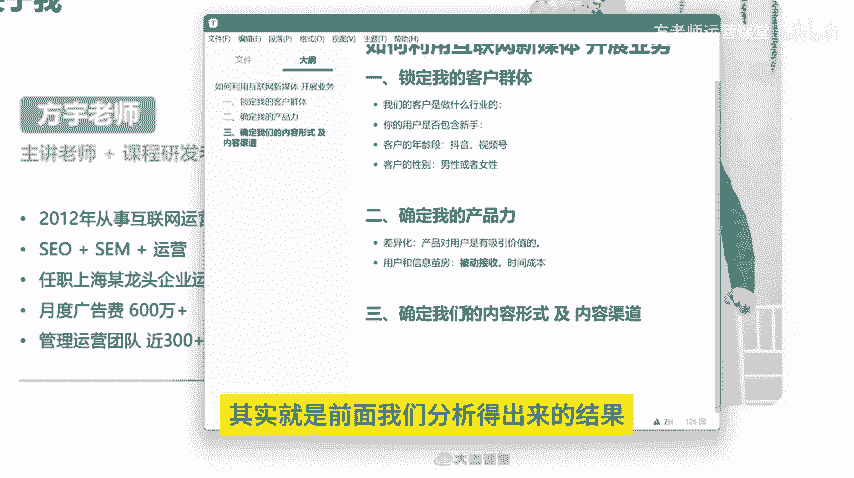 于我
方老师运营课堂
文件(F) 编辑(E) 段落(P) 格式(O) 视图(V) 主题(T) 帮助(H)
文件
大纲
如何利用互联网新媒体 开展业务
一、锁定我的客户群体
二、确定我的产品力
三、确定我们的内容形式 及
内容渠道
如何利用互联网新媒体 开展业务
一、锁定我的客户群体
• 我们的客户是做什么行业的:
• 你的用户是否包含新手:
• 客户的年龄段: 抖音、视频号
• 客户的性别: 男性或者女性
二、确定我的产品力
• 差异化: 产品对用户是有吸引价值的。
• 用户和信息茧房: 被动接收。时间成本
三、确定我们的内容形式 及 内容渠道
ZH
126 词
方宇老师
主讲老师 + 课程研发
• 2012年从事互联网运营
• SEO + SEM + 运营
• 任职上海某龙头企业运
• 月度广告费 600万+
• 管理运营团队 近300+
其实就是前面我们分析得出来的结果